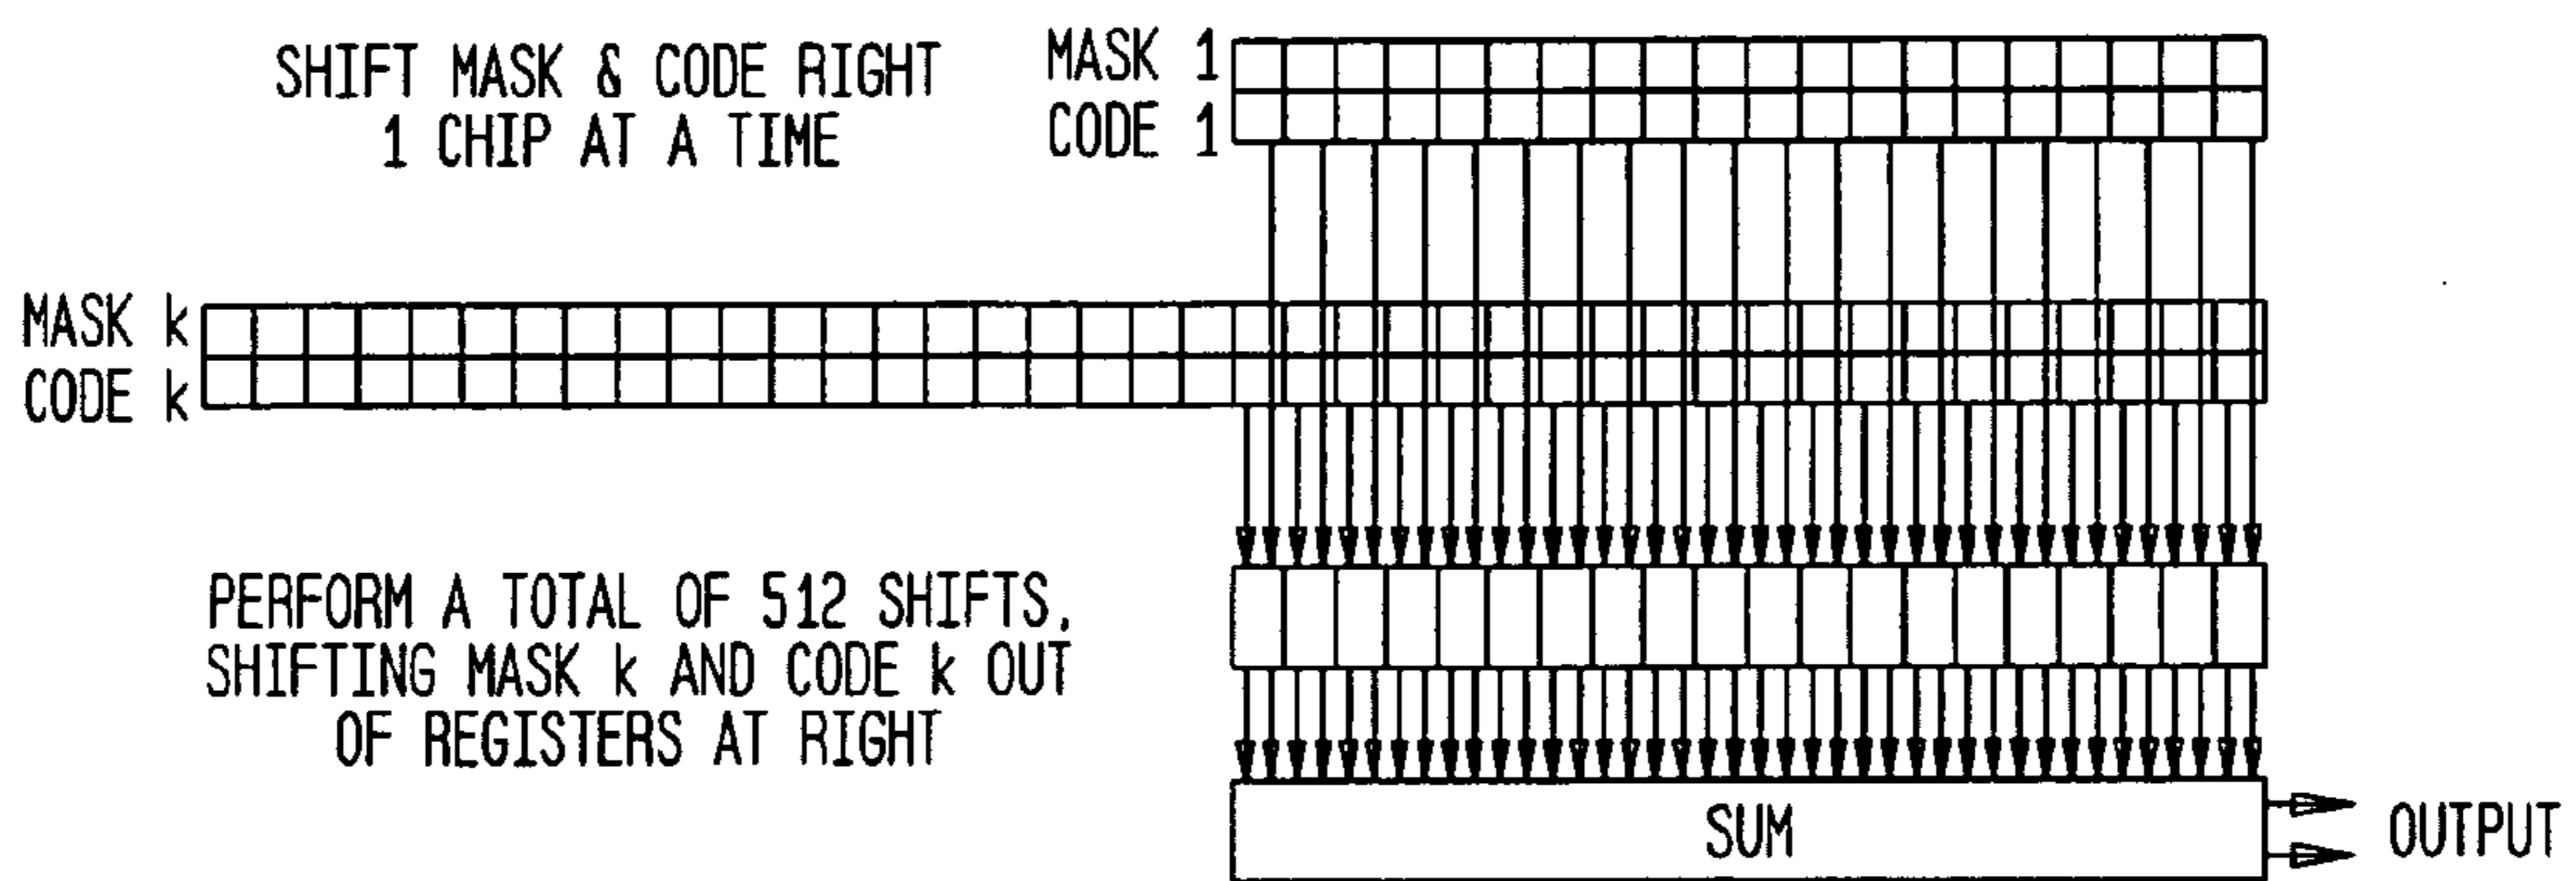 SHIFT MASK & CODE RIGHT
1 CHIP AT A TIME
MASK 1
CODE 1
MASK k
CODE k
PERFORM A TOTAL OF 512 SHIFTS,
SHIFTING MASK k AND CODE k OUT
OF REGISTERS AT RIGHT
SUM
OUTPUT